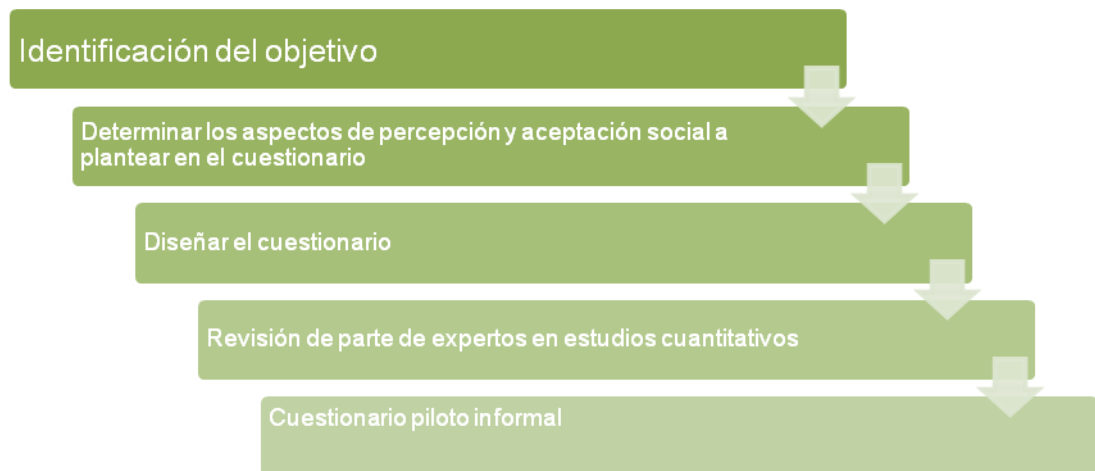 Identificación del objetivo
Determinar los aspectos de percepción y aceptación social a
plantear en el cuestionario
Diseñar el cuestionario
Revisión de parte de expertos en estudios cuantitativos
Cuestionario piloto informal